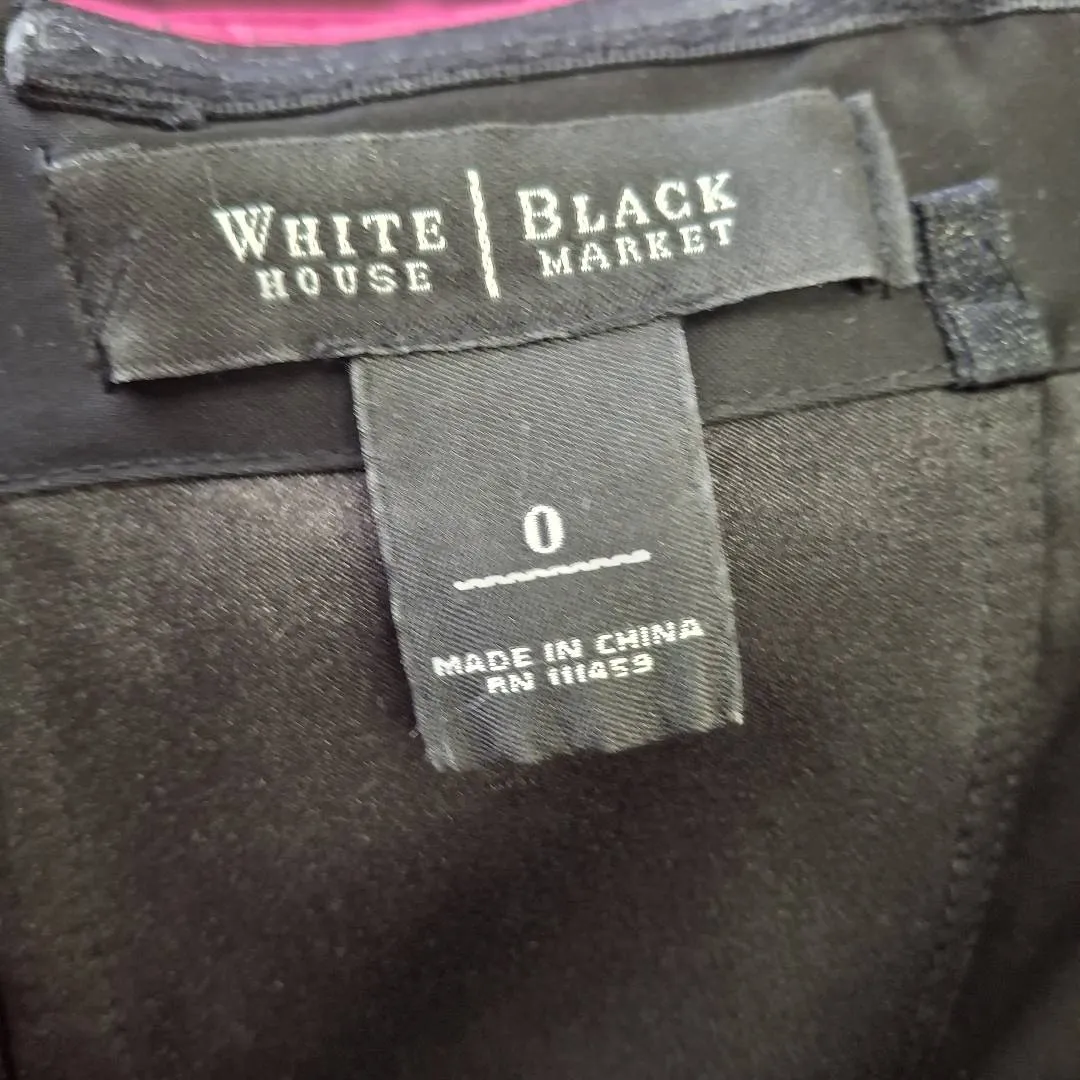 WHITE | BLACK
HOUSE | MARKET
0
MADE IN CHINA
RN 111459